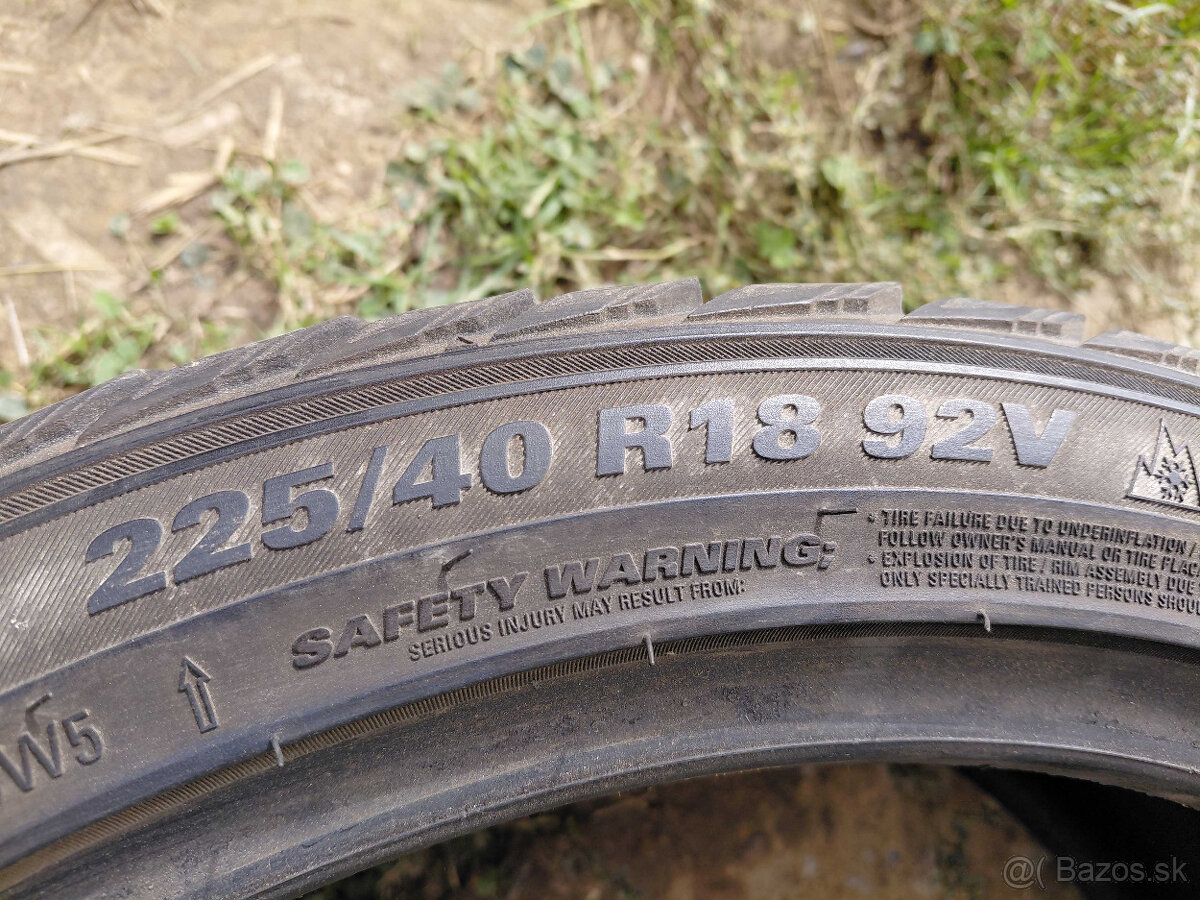 225/40 R18 92V
SAFETY WARNING;
SERIOUS INJURY MAY RESULT FROM:
• TIRE FAILURE DUE TO UNDERINFLATION /
FOLLOW OWNER'S MANUAL OR TIRE PLAC
• EXPLOSION OF TIRE / RIM ASSEMBLY DUE
ONLY SPECIALLY TRAINED PERSONS SHOU
W5
@( Bazos.sk